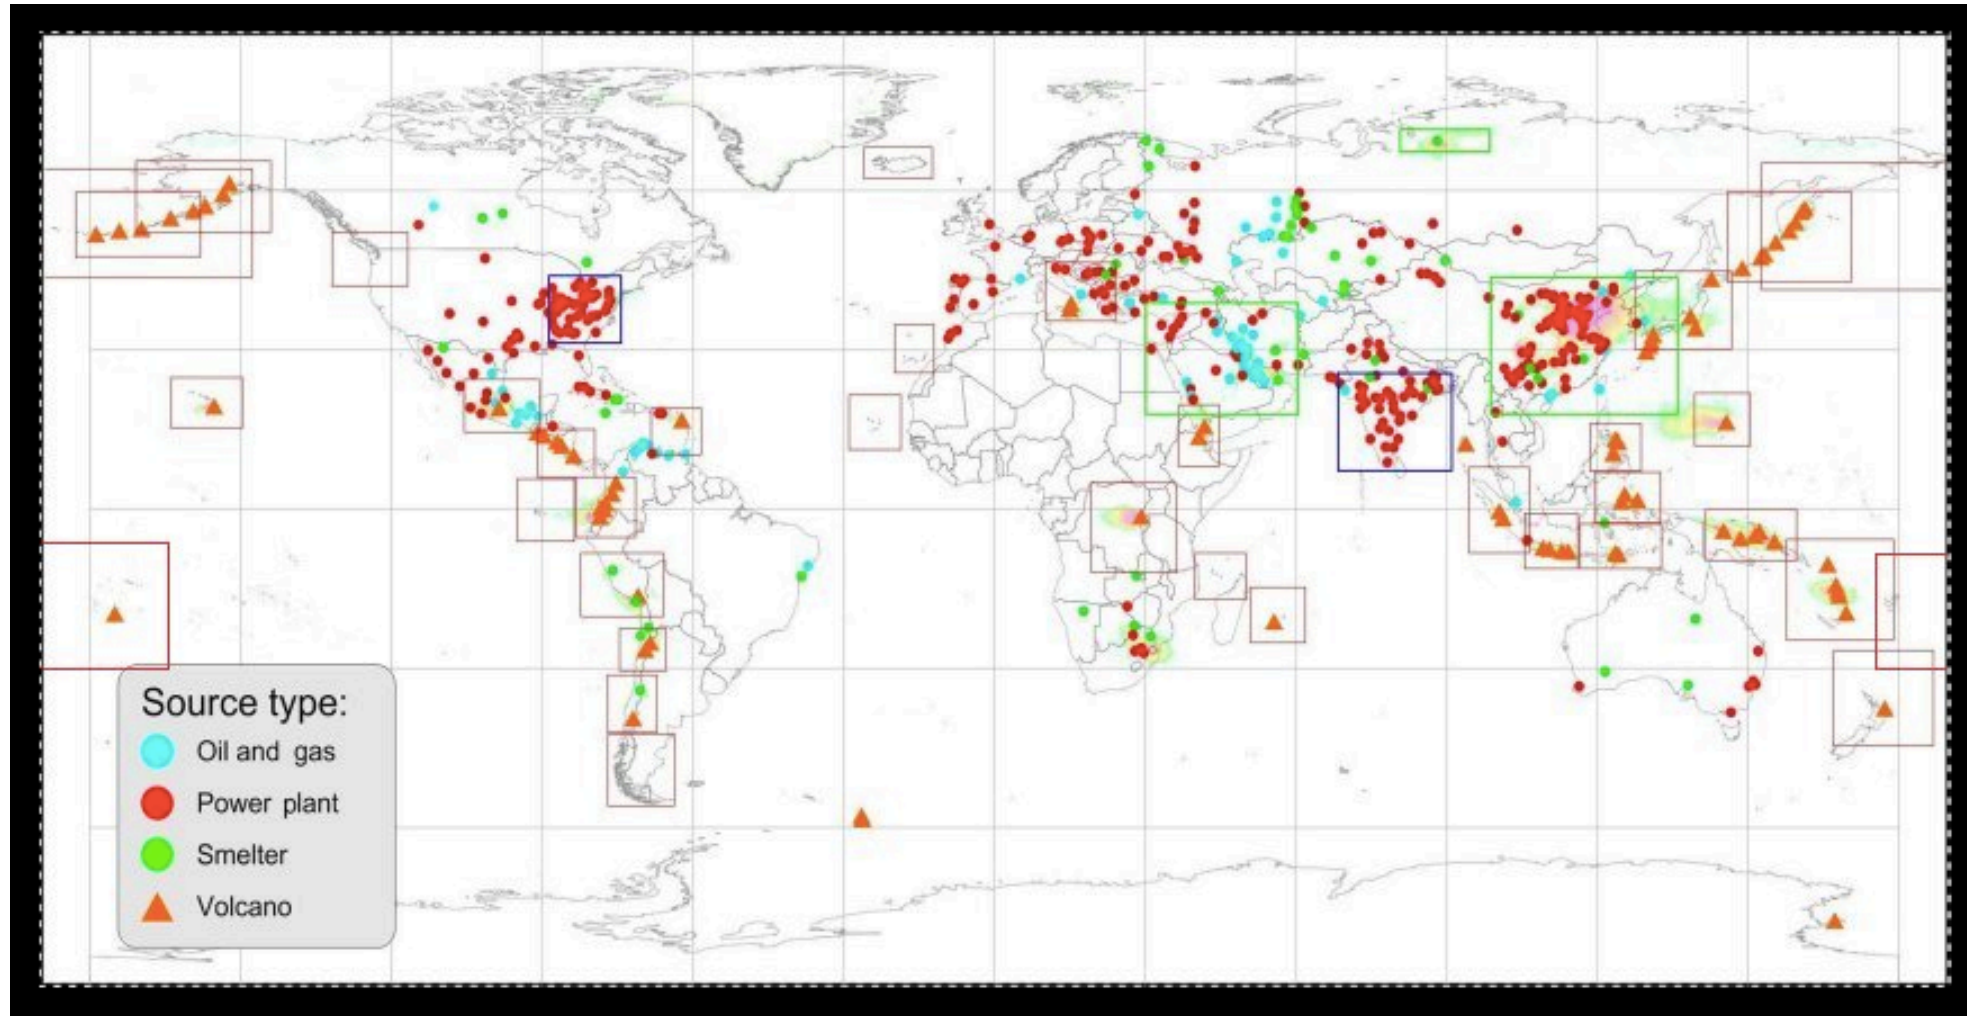 Source type:
Oil and gas
Power plant
Smelter
Volcano